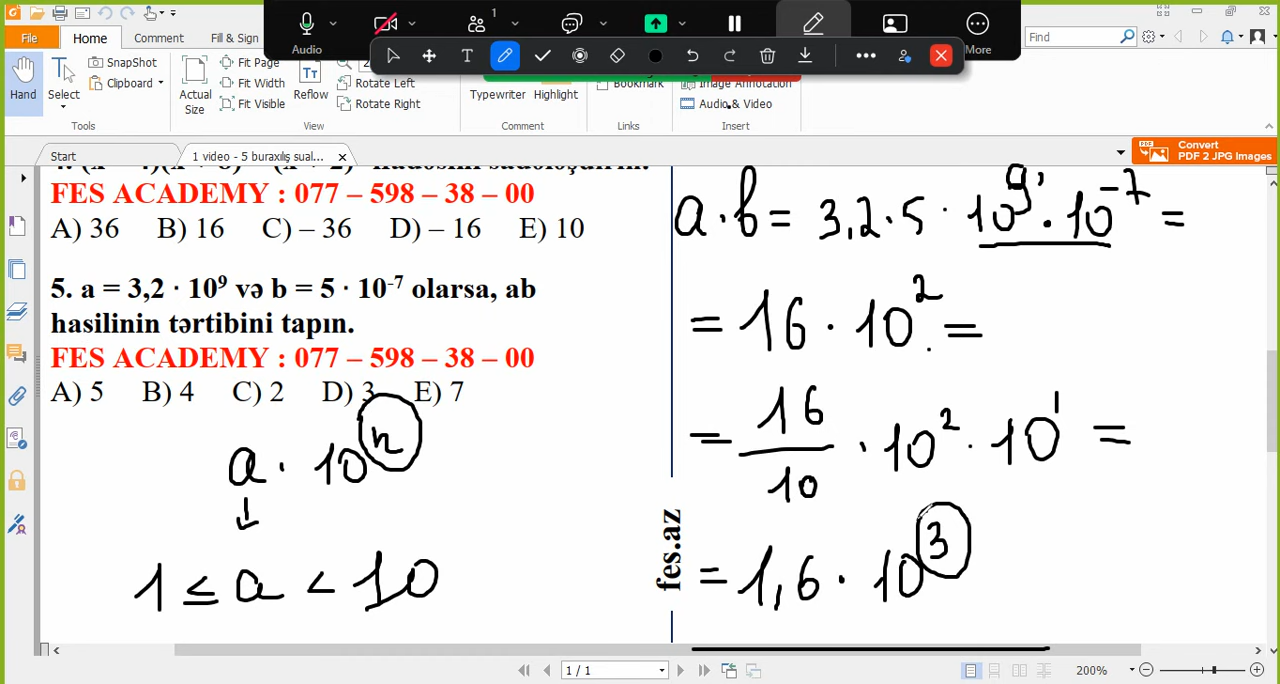 Audio
More
File
Home
Comment
Fill & Sign
Find
Hand
SnapShot
Clipboard
Select
Tools
Actual Size
Reflow
Fit Page
Fit Width
Fit Visible
Rotate Left
Rotate Right
View
Typewriter
Highlight
Comment
Bookmark
Links
Image Annotation
Audio & Video
Insert
Start
1 video - 5 buraxılış sual...
Convert
PDF 2 JPG Images
FES ACADEMY : 077 – 598 – 38 – 00
A) 36 B) 16 C) – 36 D) – 16 E) 10
5. a = 3,2 · 10⁹ və b = 5 · 10⁻⁷ olarsa, ab
hasilinin tərtibini tapın.
FES ACADEMY : 077 – 598 – 38 – 00
A) 5 B) 4 C) 2 D) 3 E) 7
a · 10ⁿ
1 ≤ a < 10
a · b = 3,2 · 5 · 10⁹ · 10⁻⁷ =
= 16 · 10² =
= 16/10 · 10² · 10¹ =
= 1,6 · 10³
fes.az
1 / 1
200%